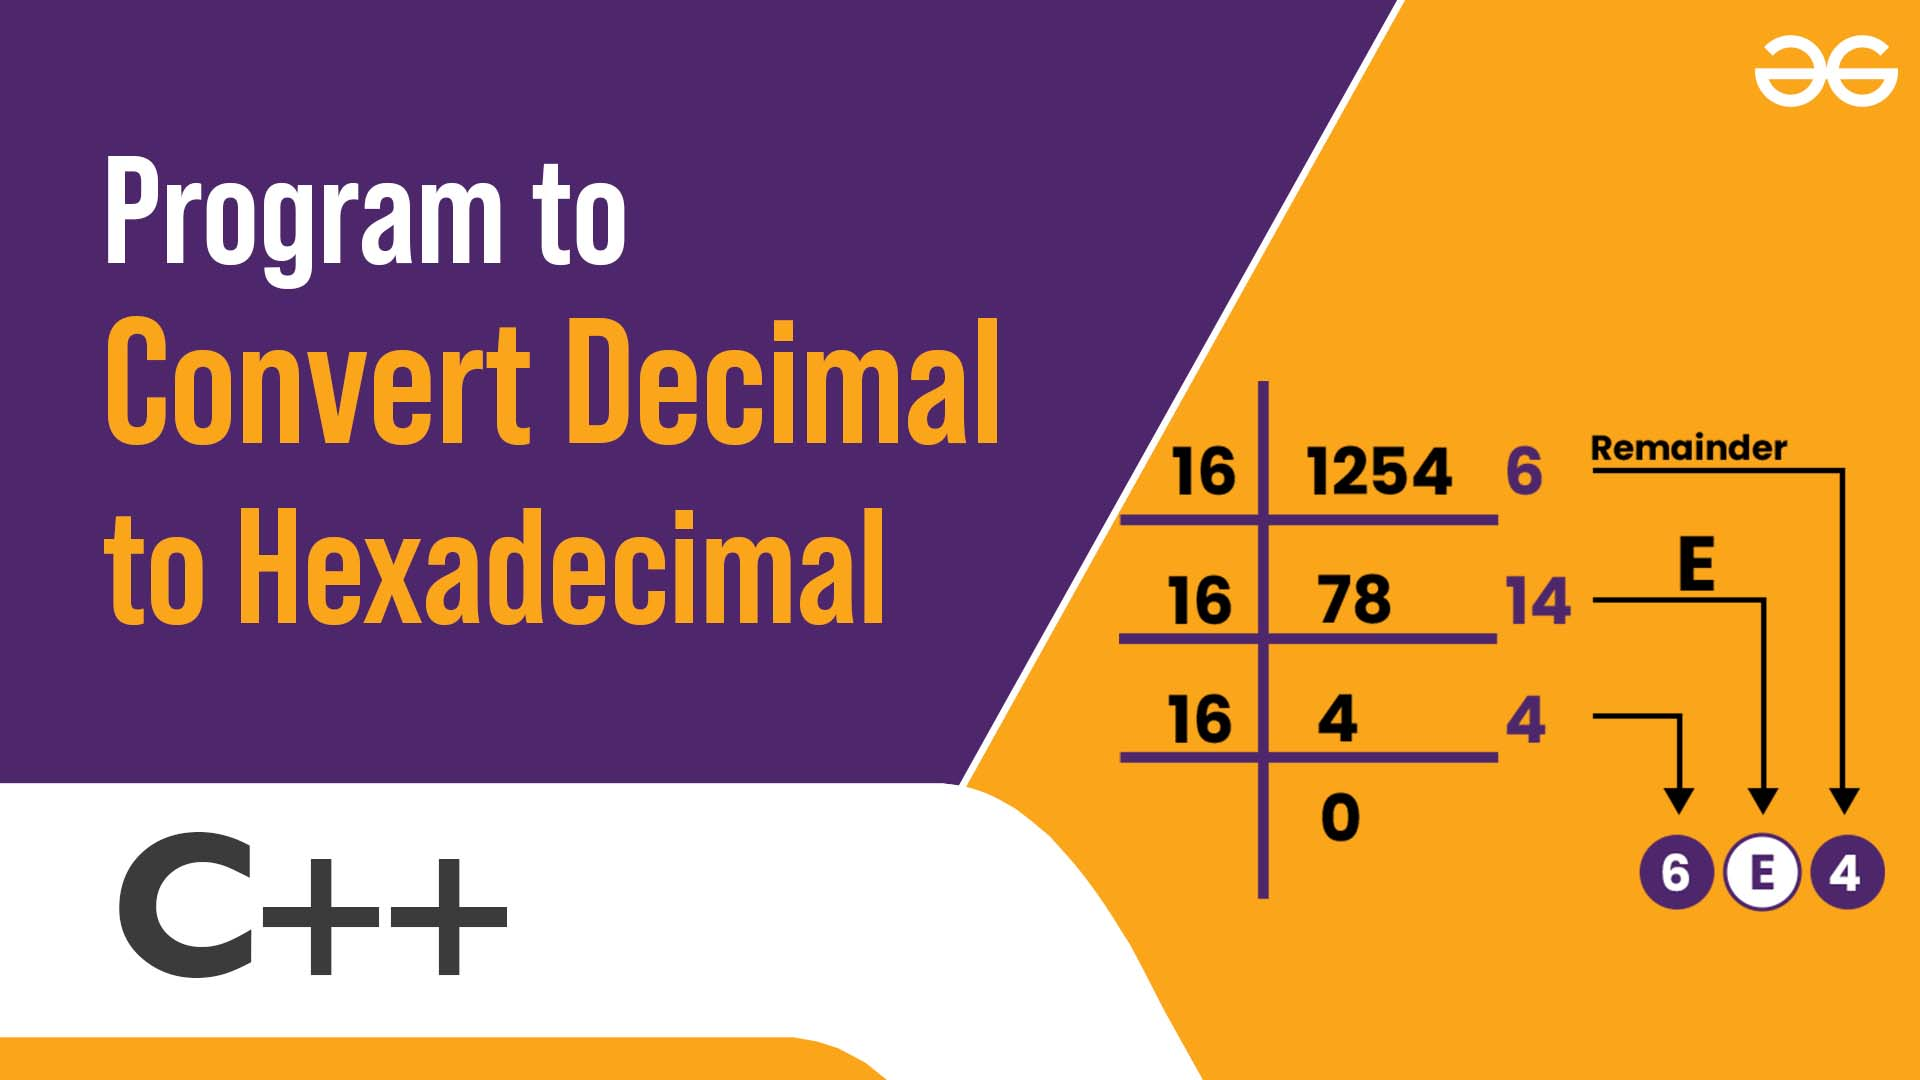 Program to
Convert Decimal
to Hexadecimal
C++
16 1254 6 Remainder
16 78 14 E
16 4 4
0
6 E 4